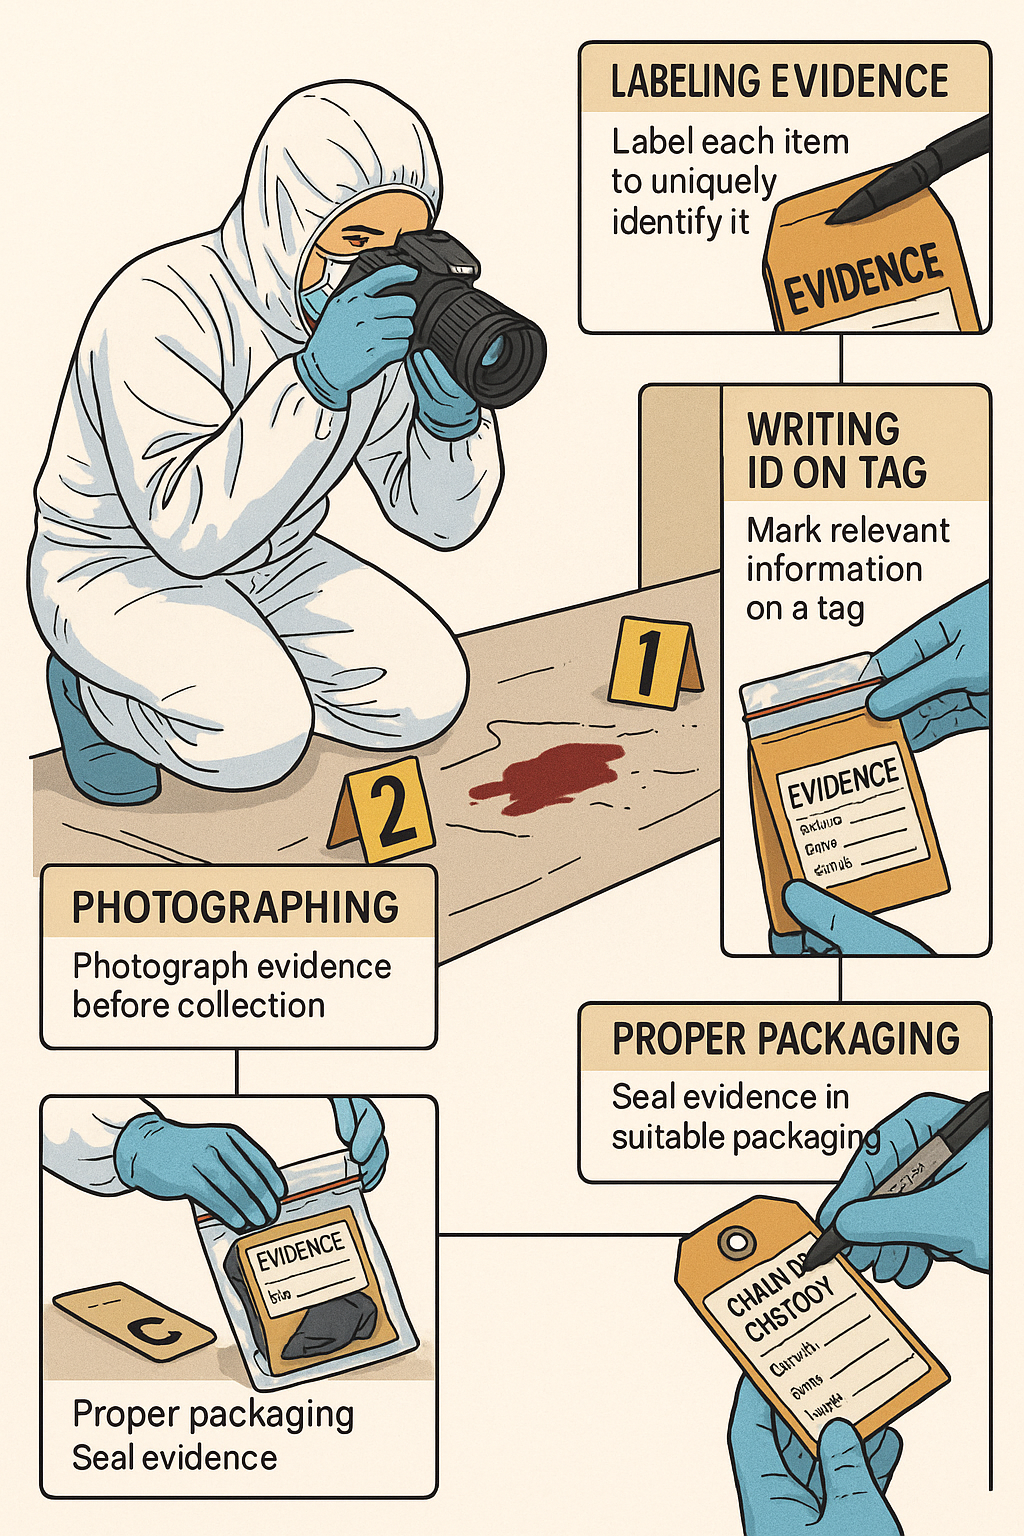 LABELING EVIDENCE
Label each item
to uniquely
identify it
EVIDENCE
WRITING
ID ON TAG
Mark relevant
information
on a tag
EVIDENCE
1
2
PHOTOGRAPHING
Photograph evidence
before collection
PROPER PACKAGING
Seal evidence in
suitable packaging
EVIDENCE
C
Proper packaging
Seal evidence
CHALN DB
CHSTOOY